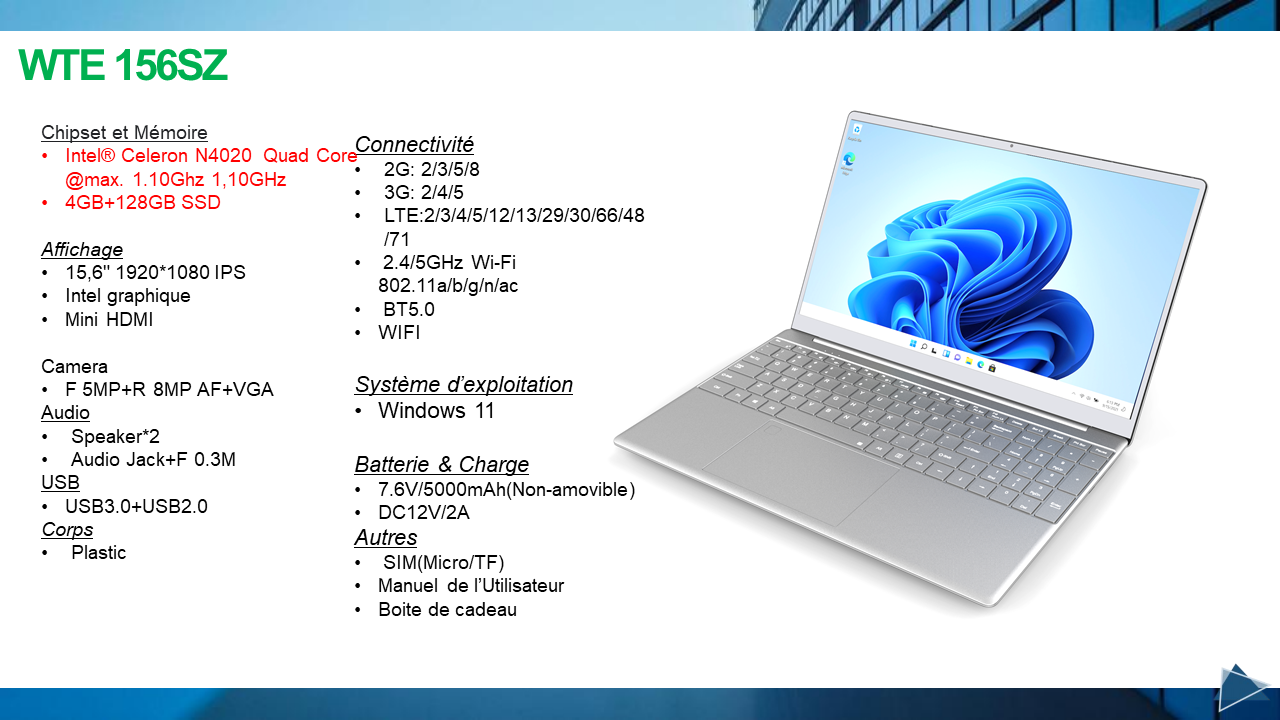 WTE 156SZ
Chipset et Mémoire
• Intel® Celeron N4020 Quad Core
@max. 1.10Ghz 1,10GHz
• 4GB+128GB SSD
Affichage
• 15,6" 1920*1080 IPS
• Intel graphique
• Mini HDMI
Camera
• F 5MP+R 8MP AF+VGA
Audio
• Speaker*2
• Audio Jack+F 0.3M
USB
• USB3.0+USB2.0
Corps
• Plastic
Connectivité
• 2G: 2/3/5/8
• 3G: 2/4/5
• LTE:2/3/4/5/12/13/29/30/66/48
/71
• 2.4/5GHz Wi-Fi
802.11a/b/g/n/ac
• BT5.0
• WIFI
Système d’exploitation
• Windows 11
Batterie & Charge
• 7.6V/5000mAh(Non-amovible)
• DC12V/2A
Autres
• SIM(Micro/TF)
• Manuel de l’Utilisateur
• Boite de cadeau